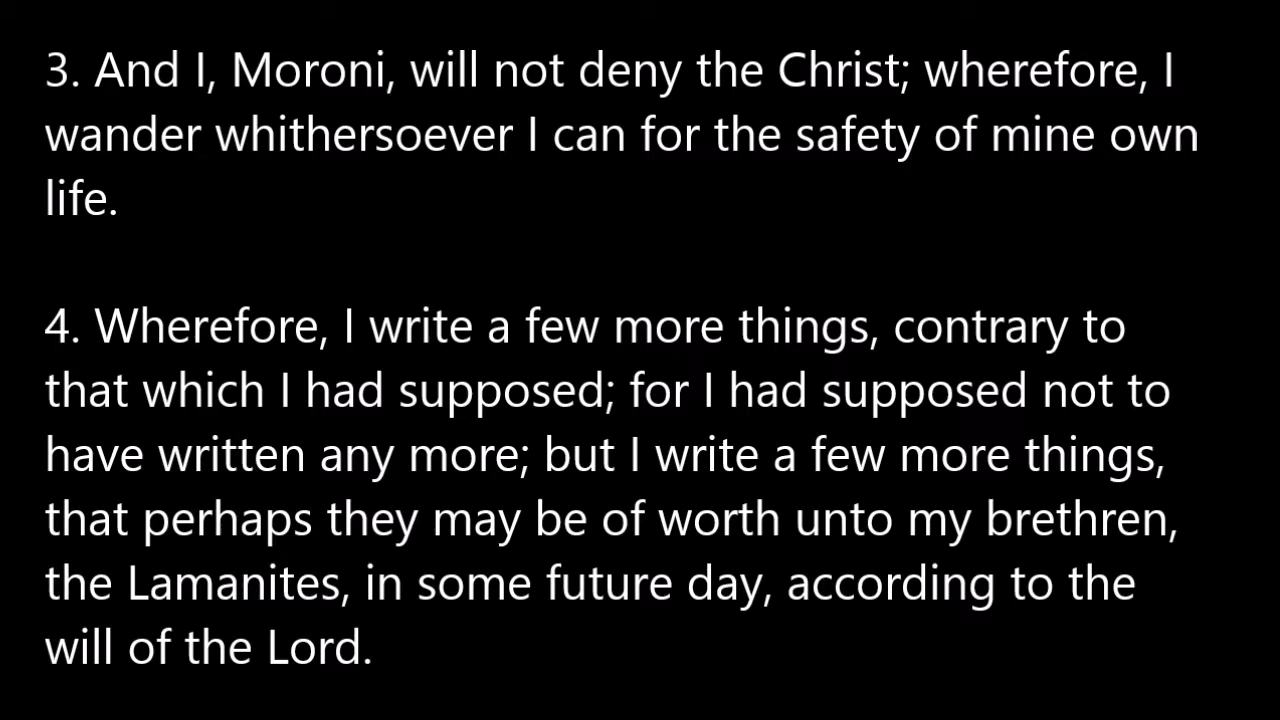 3. And I, Moroni, will not deny the Christ; wherefore, I
wander whithersoever I can for the safety of mine own
life.
4. Wherefore, I write a few more things, contrary to
that which I had supposed; for I had supposed not to
have written any more; but I write a few more things,
that perhaps they may be of worth unto my brethren,
the Lamanites, in some future day, according to the
will of the Lord.